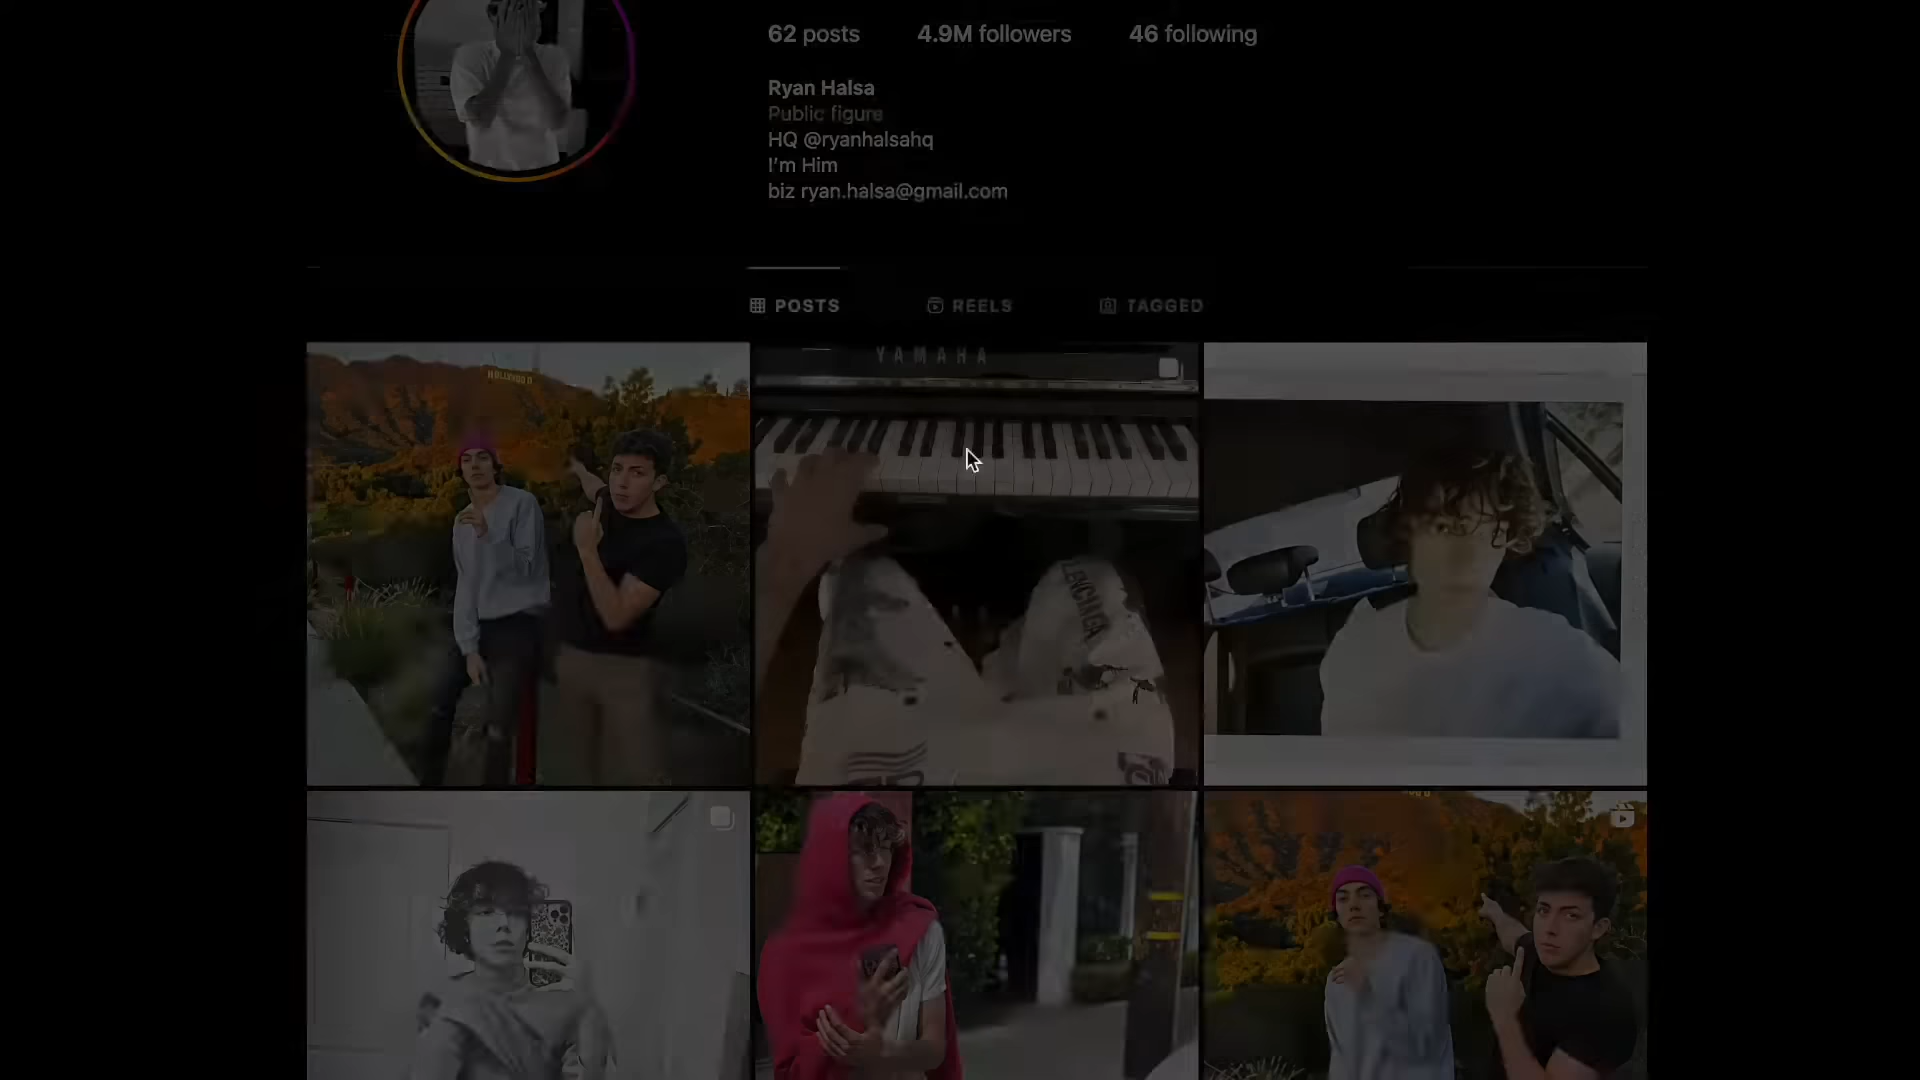 62 posts 4.9M followers 46 following
Ryan Halsa
Public figure
HQ @ryanhalsahq
I’m Him
biz ryan.halsa@gmail.com
POSTS REELS TAGGED
HOLLYWOOD
YAMAHA